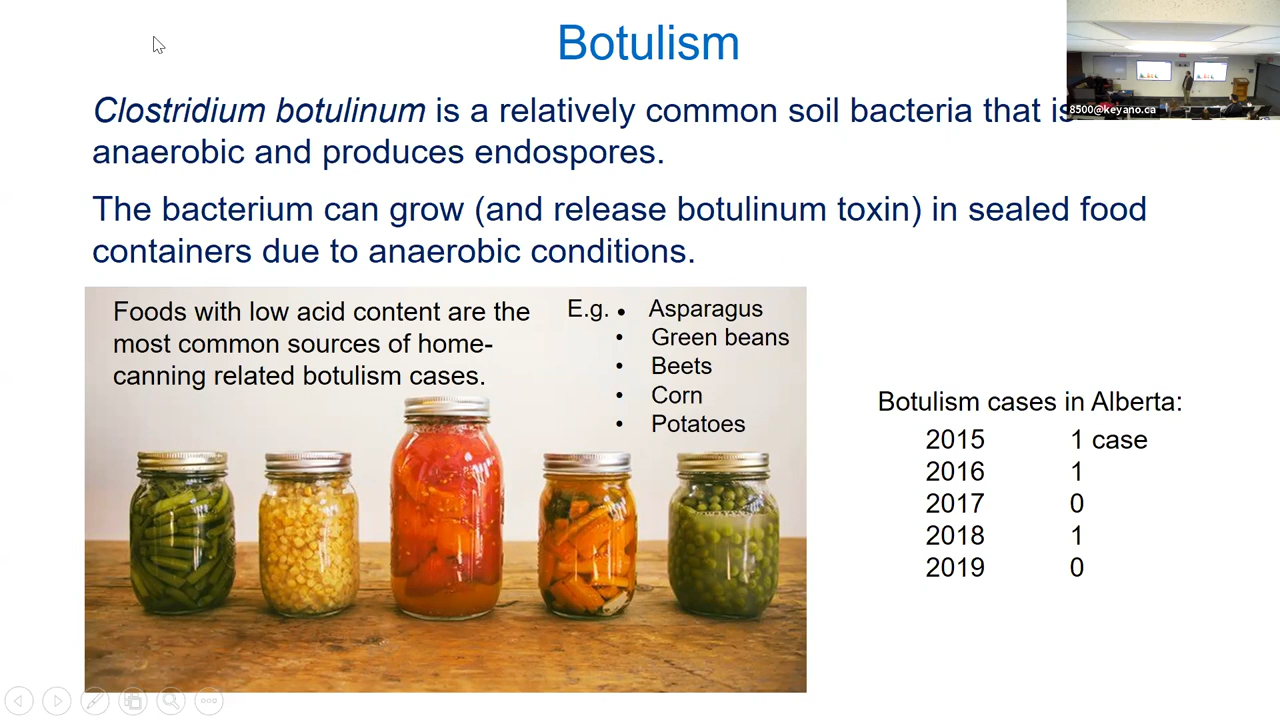 Botulism
Clostridium botulinum is a relatively common soil bacteria that is
anaerobic and produces endospores.
8500@keyano.ca
The bacterium can grow (and release botulinum toxin) in sealed food
containers due to anaerobic conditions.
Foods with low acid content are the
most common sources of home-
canning related botulism cases.
E.g. • Asparagus
• Green beans
• Beets
• Corn
• Potatoes
Botulism cases in Alberta:
2015 1 case
2016 1
2017 0
2018 1
2019 0